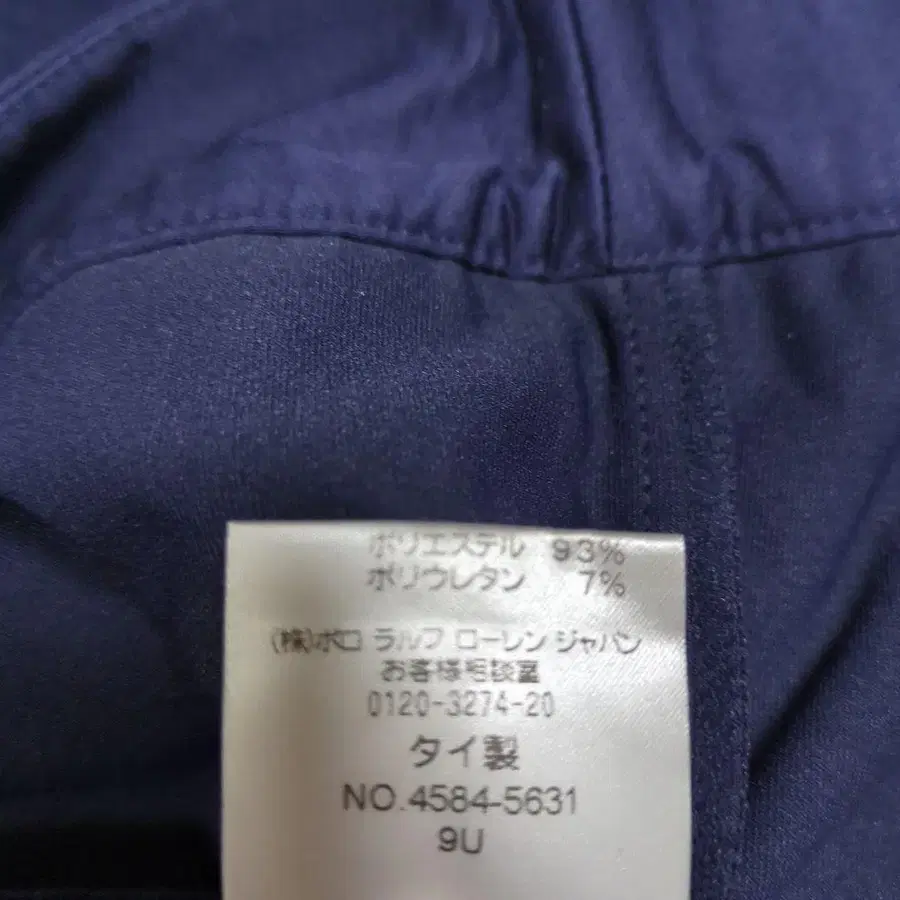 ポリエステル 93%
ポリウレタン 7%
(株)ポロ ラルフ ローレン ジャパン
お客様相談室
0120-3274-20
タイ製
NO.4584-5631
9U